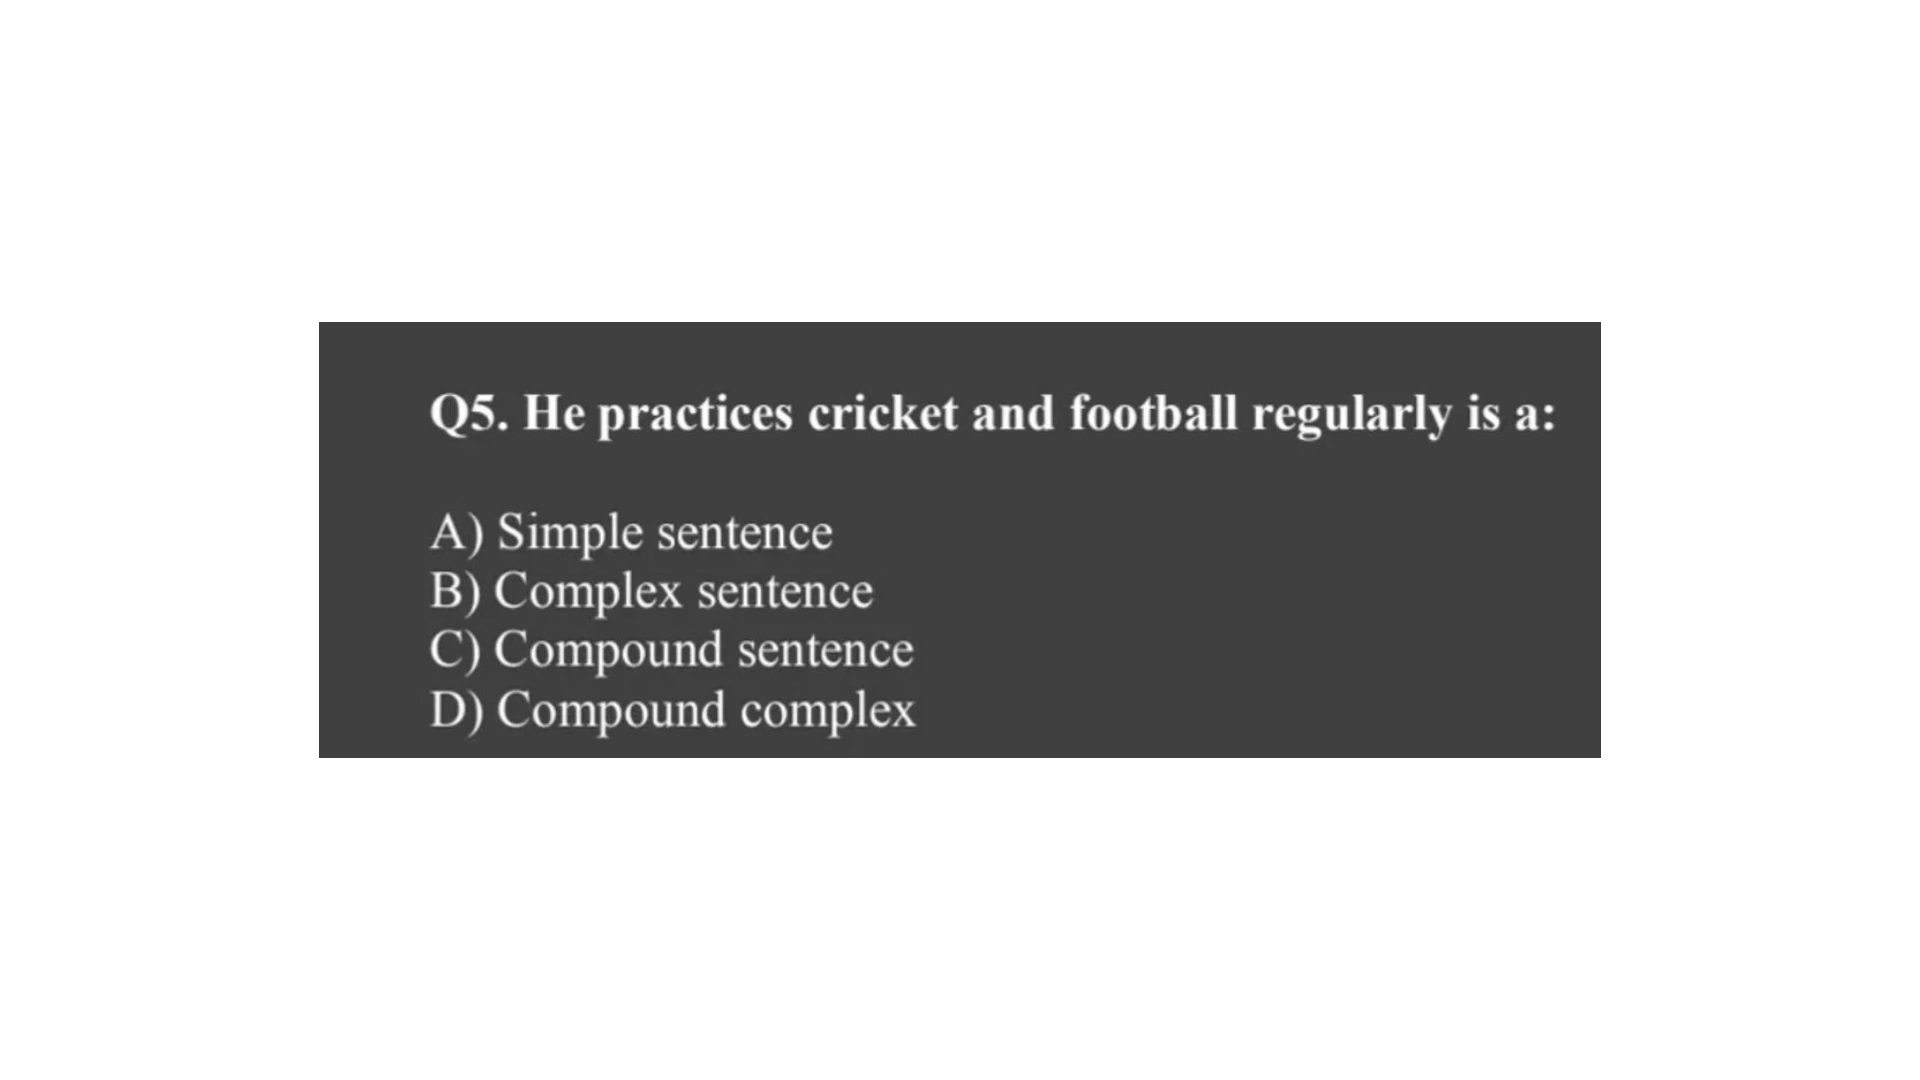 Q5. He practices cricket and football regularly is a:
A) Simple sentence
B) Complex sentence
C) Compound sentence
D) Compound complex